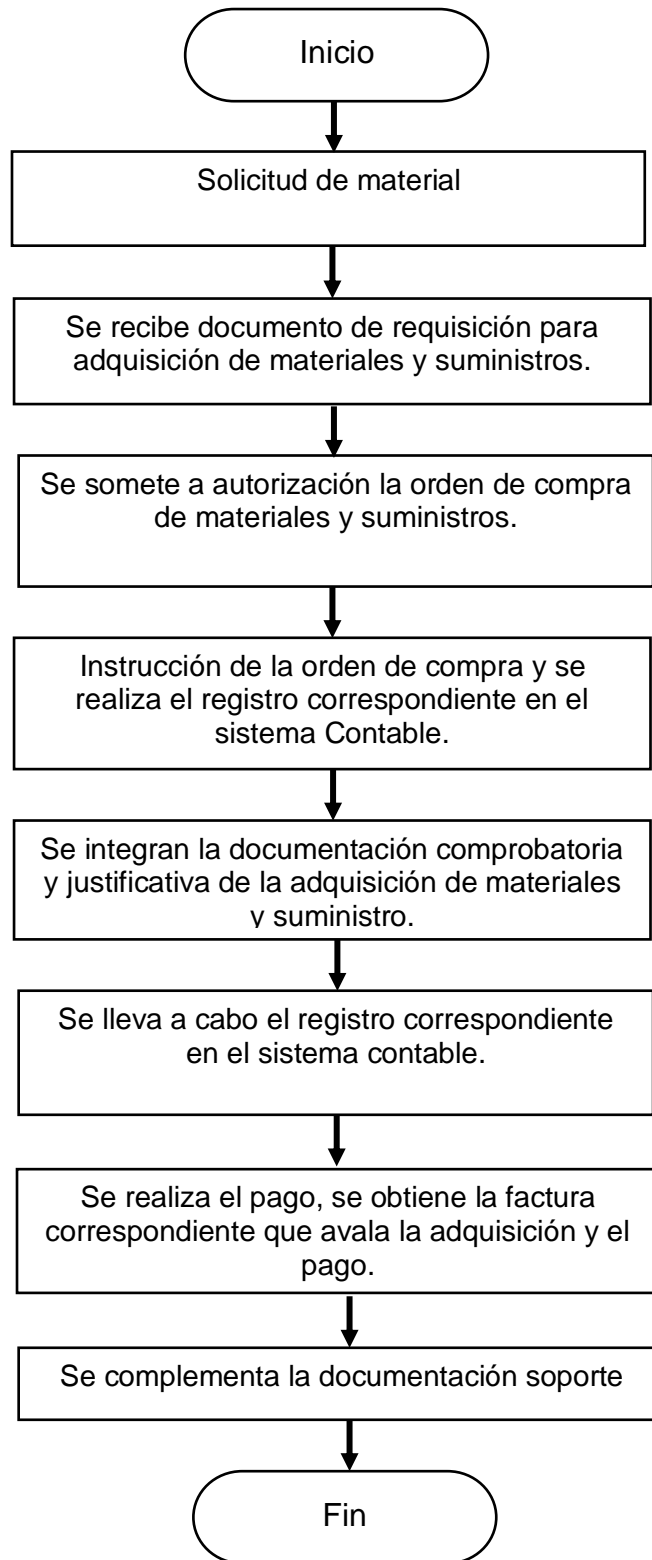 Inicio
Solicitud de material
Se recibe documento de requisición para
adquisición de materiales y suministros.
Se somete a autorización la orden de compra
de materiales y suministros.
Instrucción de la orden de compra y se
realiza el registro correspondiente en el
sistema Contable.
Se integran la documentación comprobatoria
y justificativa de la adquisición de materiales
y suministro.
Se lleva a cabo el registro correspondiente
en el sistema contable.
Se realiza el pago, se obtiene la factura
correspondiente que avala la adquisición y el
pago.
Se complementa la documentación soporte
Fin